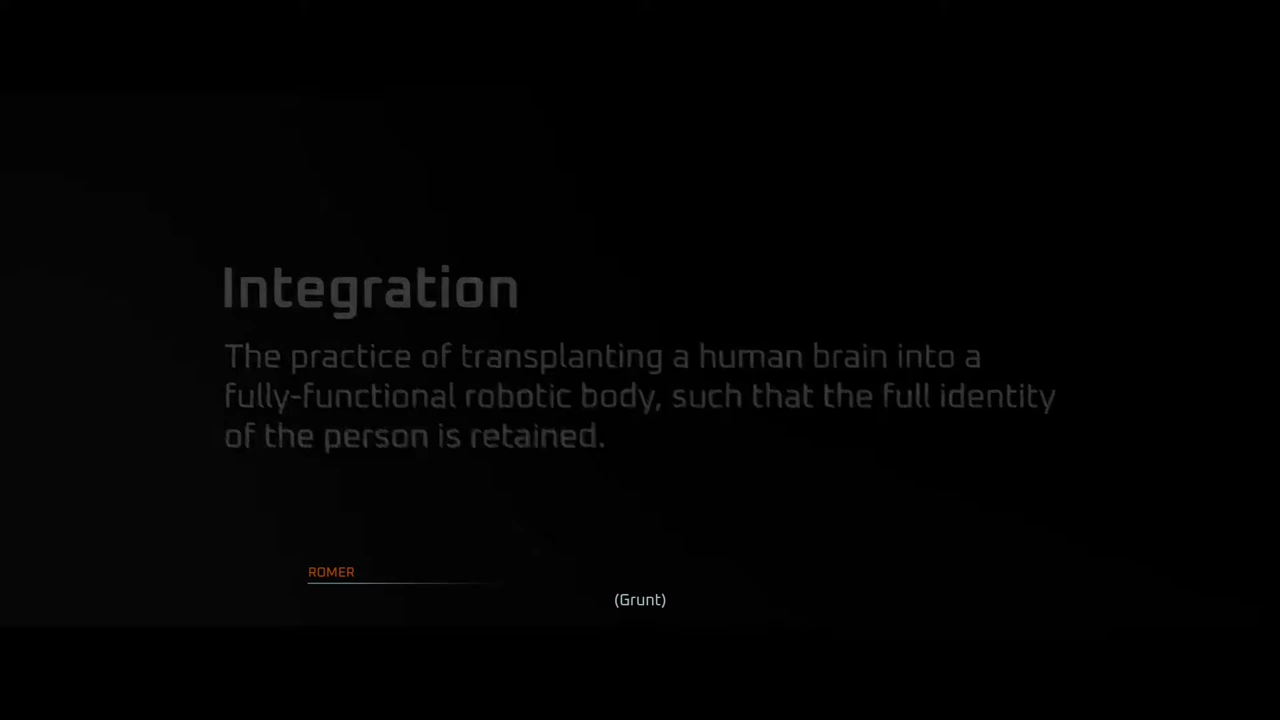 Integration
The practice of transplanting a human brain into a
fully-functional robotic body, such that the full identity
of the person is retained.
ROMER
(Grunt)